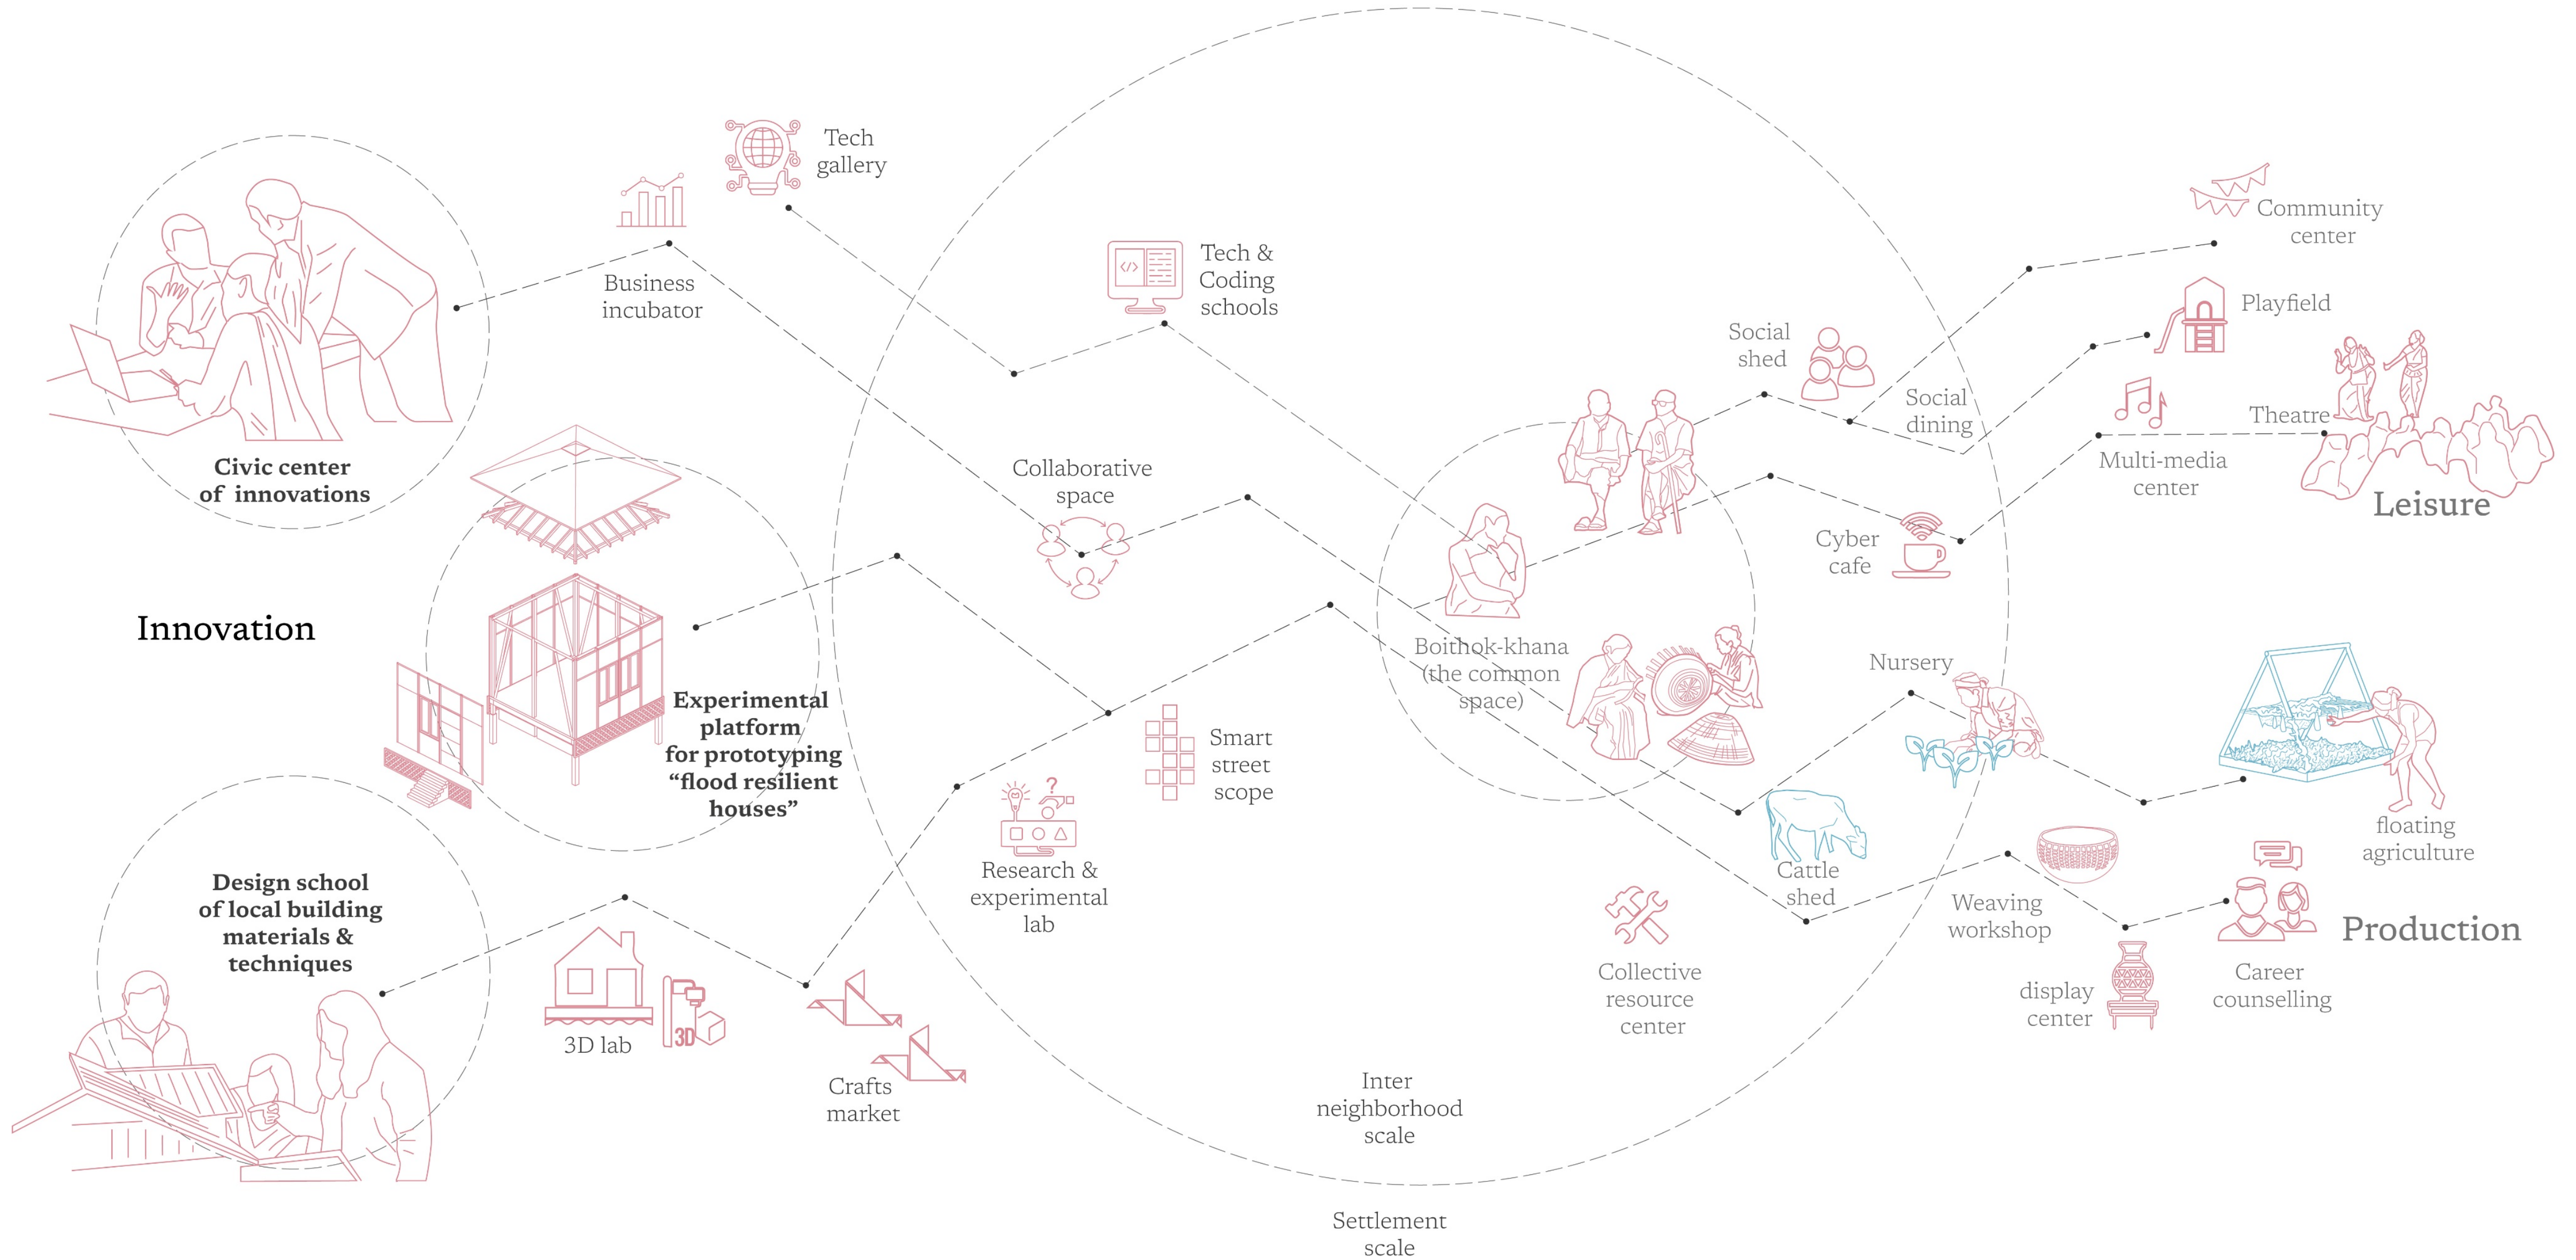 Tech
gallery
Business
incubator
Tech &
Coding
schools
Civic center
of innovations
Collaborative
space
Innovation
Experimental
platform
for prototyping
“flood resilient
houses”
Smart
street
scope
Research &
experimental
lab
Design school
of local building
materials &
techniques
3D lab
3D
Crafts
market
Boithok-khana
(the common
space)
Social
shed
Social
dining
Cyber
cafe
Community
center
Playfield
Theatre
Multi-media
center
Leisure
Nursery
Cattle
shed
floating
agriculture
Weaving
workshop
Production
Collective
resource
center
display
center
Career
counselling
Inter
neighborhood
scale
Settlement
scale